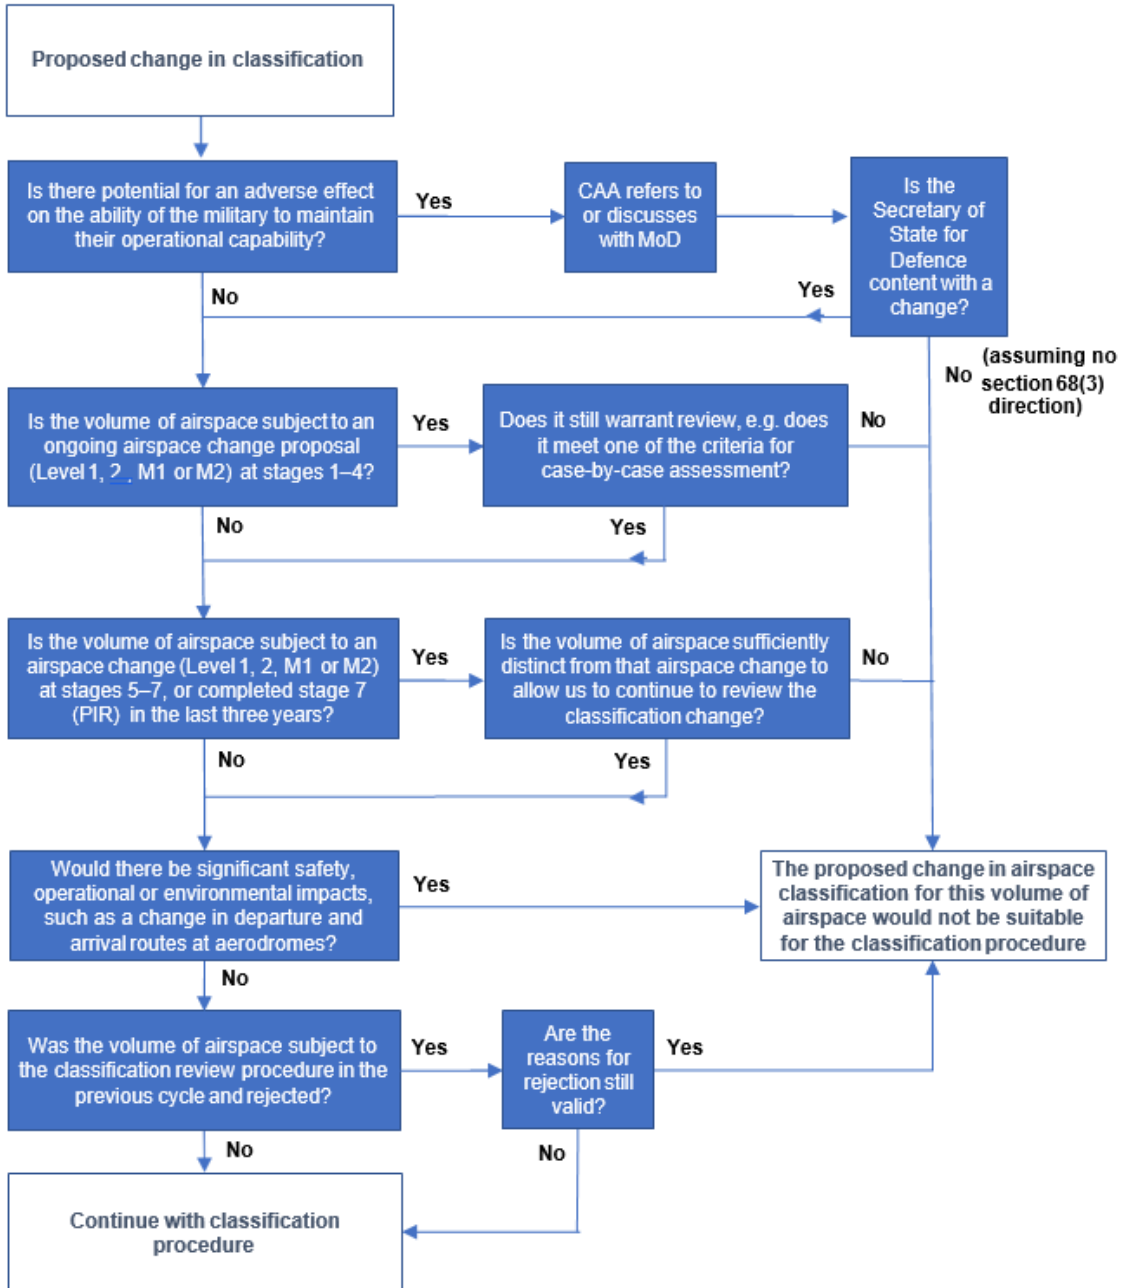 Proposed change in classification
Is there potential for an adverse effect
on the ability of the military to maintain
their operational capability?
Yes
CAA refers to
or discusses
with MoD
Is the
Secretary of
State for
Defence
content with a
change?
No
Yes
No
(assuming no
section 68(3)
direction)
Is the volume of airspace subject to an
ongoing airspace change proposal
(Level 1, 2, M1 or M2) at stages 1–4?
Yes
Does it still warrant review, e.g. does
it meet one of the criteria for
case-by-case assessment?
No
No
Yes
Is the volume of airspace subject to an
airspace change (Level 1, 2, M1 or M2)
at stages 5–7, or completed stage 7
(PIR) in the last three years?
Yes
Is the volume of airspace sufficiently
distinct from that airspace change to
allow us to continue to review the
classification change?
No
No
Yes
Would there be significant safety,
operational or environmental impacts,
such as a change in departure and
arrival routes at aerodromes?
Yes
The proposed change in airspace
classification for this volume of
airspace would not be suitable
for the classification procedure
No
Was the volume of airspace subject to
the classification review procedure in the
previous cycle and rejected?
Yes
Are the
reasons for
rejection still
valid?
Yes
No
No
Continue with classification
procedure